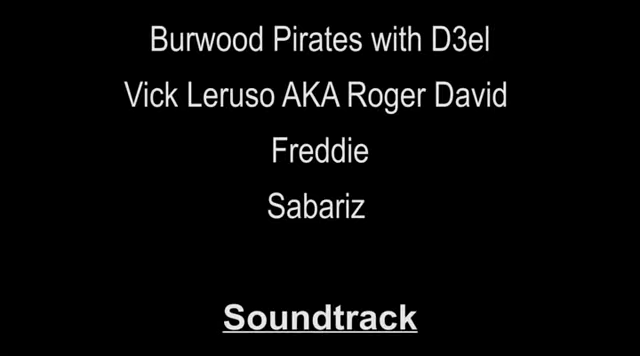 Burwood Pirates with D3el
Vick Leruso AKA Roger David
Freddie
Sabariz
Soundtrack